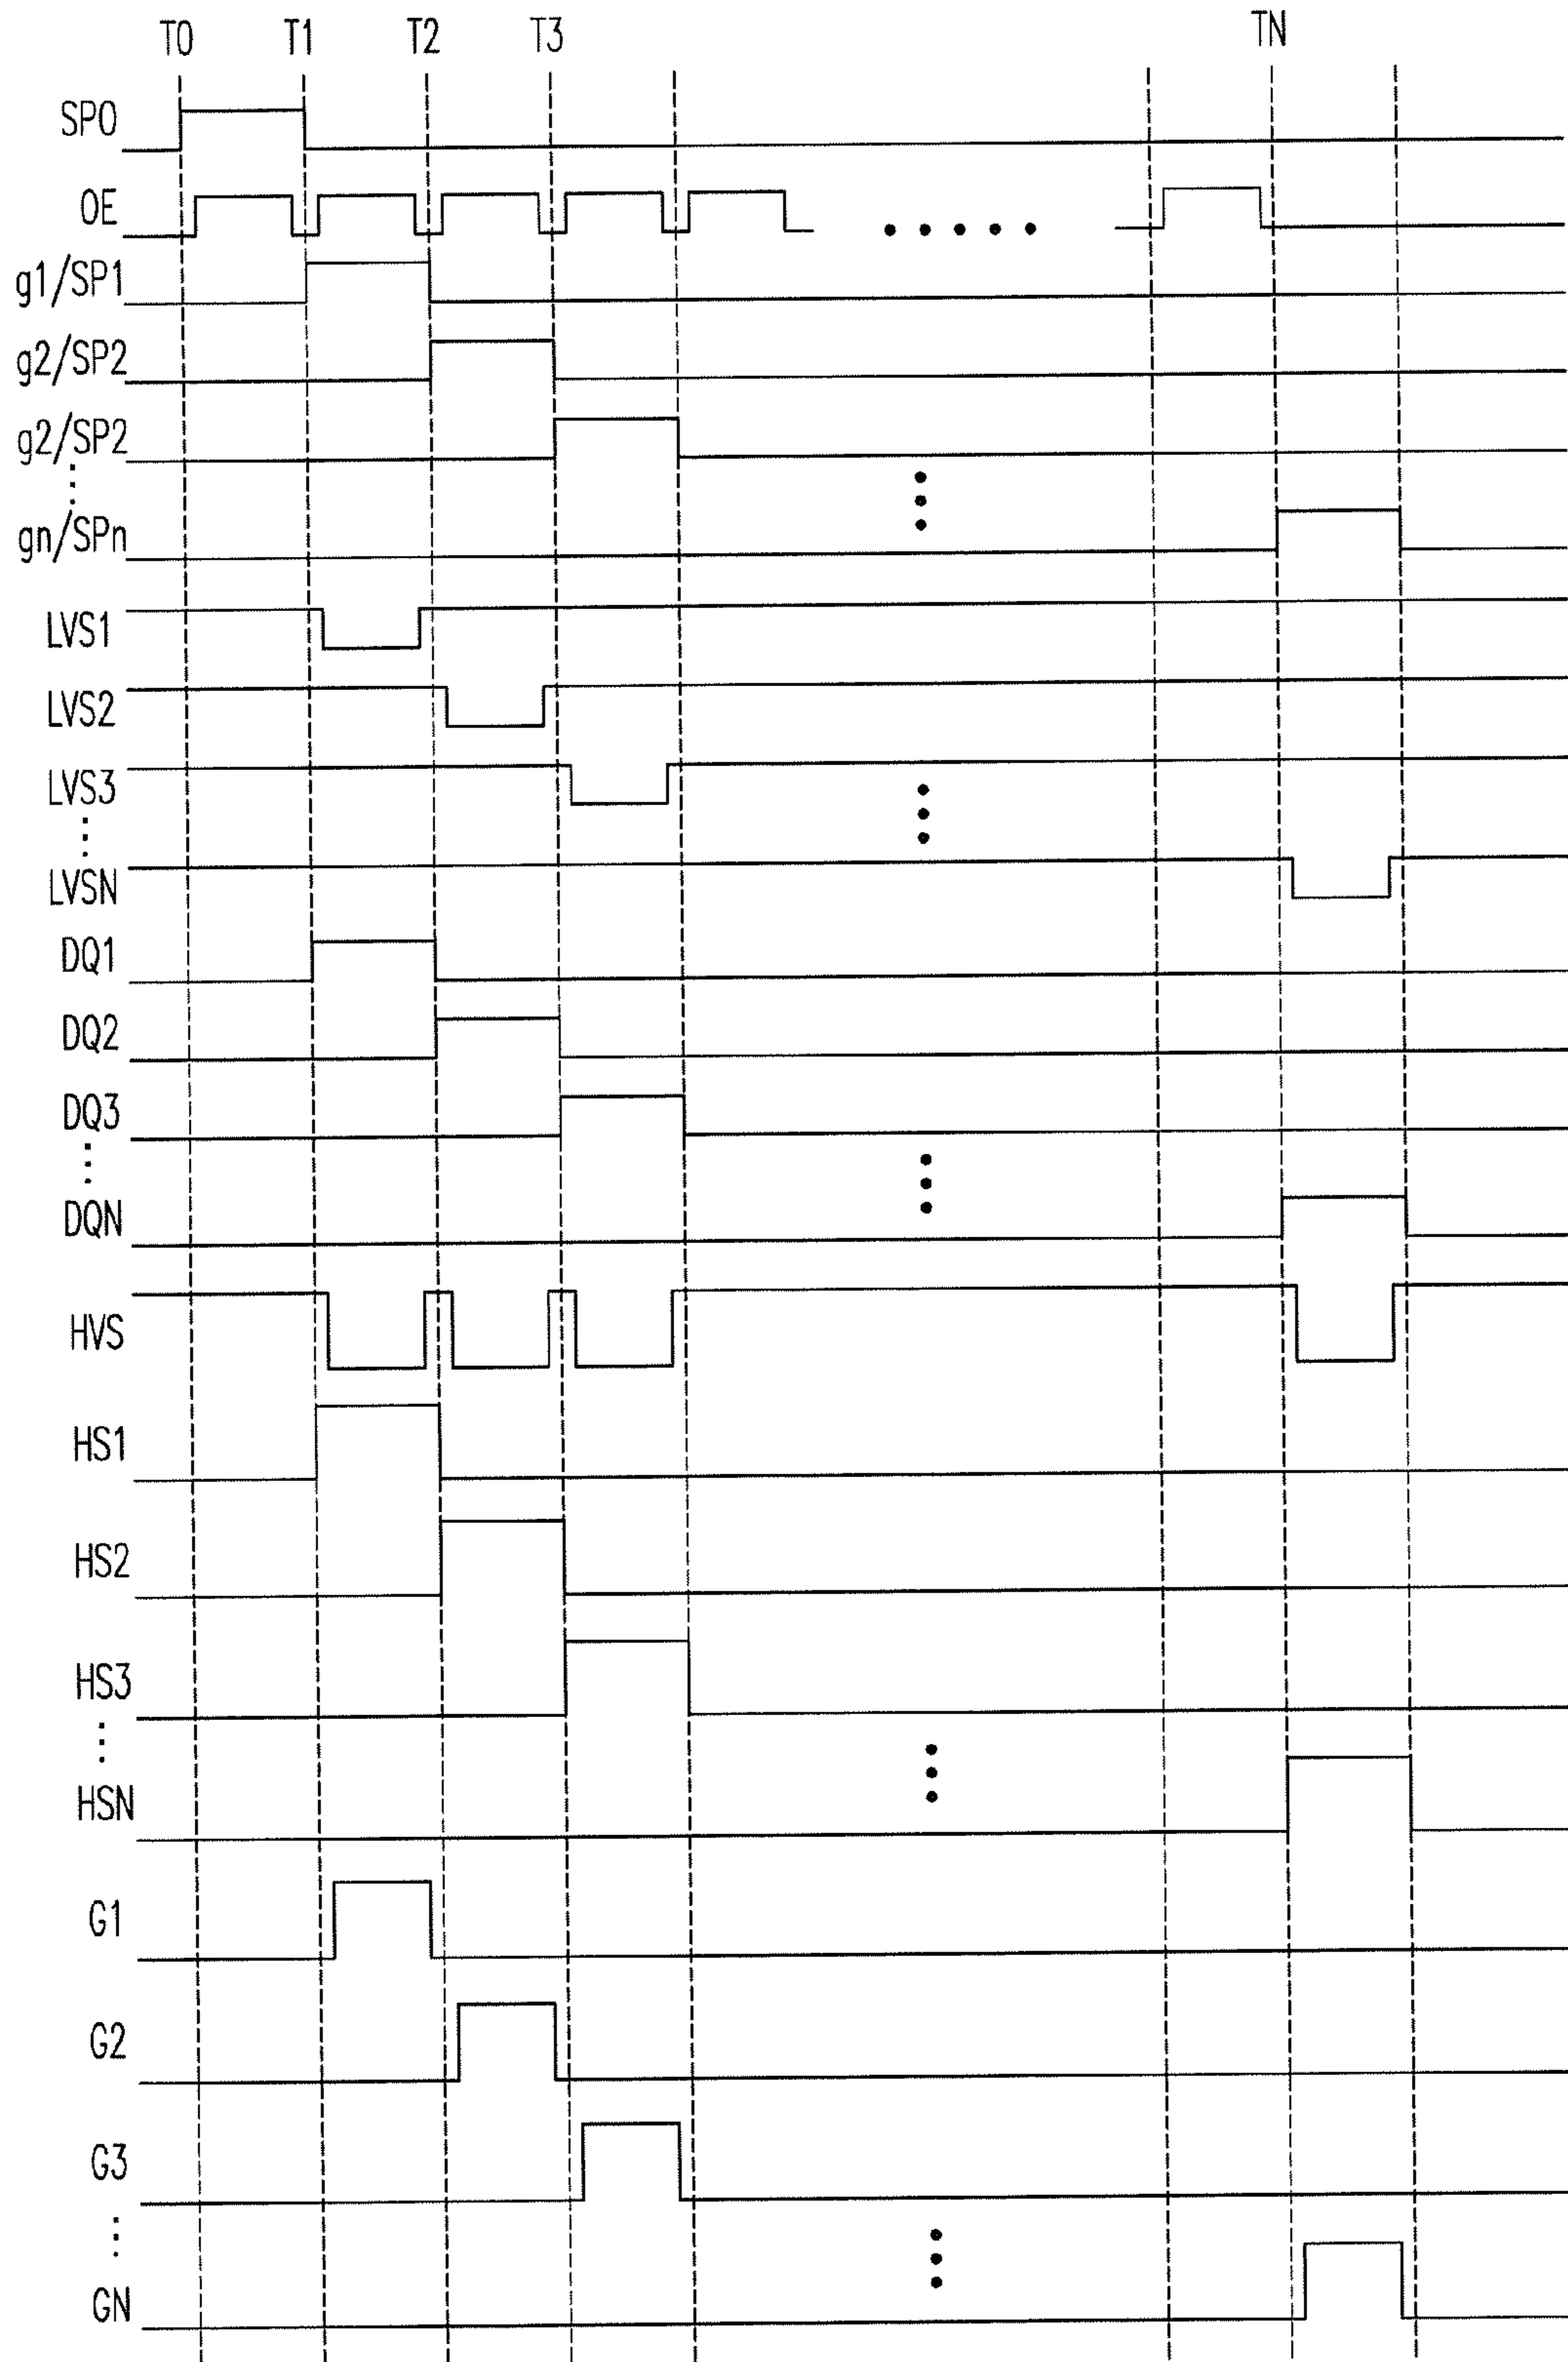 T0 T1 T2 T3 TN
SP0
OE
g1/SP1
g2/SP2
g2/SP2
gn/SPn
LVS1
LVS2
LVS3
LVSN
DQ1
DQ2
DQ3
DQN
HVS
HS1
HS2
HS3
HSN
G1
G2
G3
GN